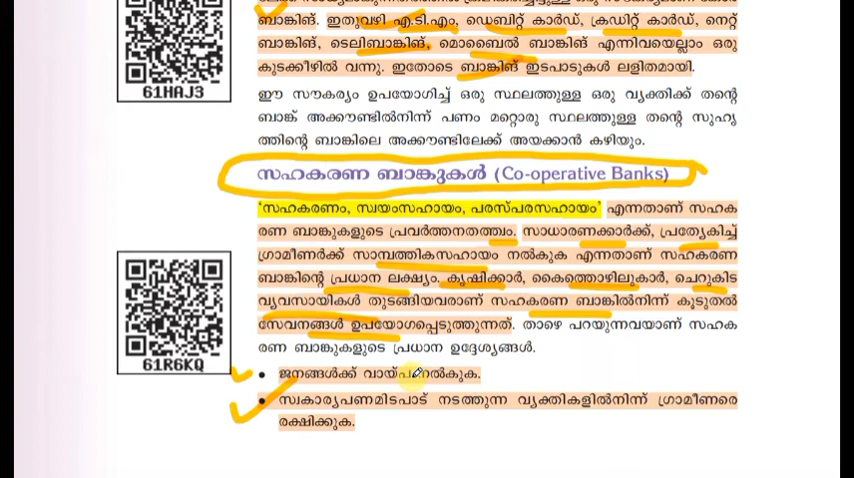 ബാങ്കിങ്. ഇതുവഴി എ.ടി.എം, ഡെബിറ്റ് കാർഡ്, ക്രഡിറ്റ് കാർഡ്, നെറ്റ്
ബാങ്കിങ്, ടെലിബാങ്കിങ്, മൊബൈൽ ബാങ്കിങ് എന്നിവയെല്ലാം ഒരു
കുടക്കീഴിൽ വന്നു. ഇതോടെ ബാങ്കിങ് ഇടപാടുകൾ ലളിതമായി.
61HAJ3
ഈ സൗകര്യം ഉപയോഗിച്ച് ഒരു സ്ഥലത്തുള്ള ഒരു വ്യക്തിക്ക് തന്റെ
ബാങ്ക് അക്കൗണ്ടിൽനിന്ന് പണം മറ്റൊരു സ്ഥലത്തുള്ള തന്റെ സുഹൃ
ത്തിന്റെ ബാങ്കിലെ അക്കൗണ്ടിലേക്ക് അയക്കാൻ കഴിയും.
സഹകരണ ബാങ്കുകൾ (Co-operative Banks)
'സഹകരണം, സ്വയംസഹായം, പരസ്പരസഹായം' എന്നതാണ് സഹക
രണ ബാങ്കുകളുടെ പ്രവർത്തനതത്ത്വം. സാധാരണക്കാർക്ക്, പ്രത്യേകിച്ച്
ഗ്രാമീണർക്ക് സാമ്പത്തികസഹായം നൽകുക എന്നതാണ് സഹകരണ
ബാങ്കിന്റെ പ്രധാന ലക്ഷ്യം. കൃഷിക്കാർ, കൈത്തൊഴിലുകാർ, ചെറുകിട
വ്യവസായികൾ തുടങ്ങിയവരാണ് സഹകരണ ബാങ്കിൽനിന്ന് കൂടുതൽ
സേവനങ്ങൾ ഉപയോഗപ്പെടുത്തുന്നത്. താഴെ പറയുന്നവയാണ് സഹക
രണ ബാങ്കുകളുടെ പ്രധാന ഉദ്ദേശ്യങ്ങൾ.
61R6KQ
• ജനങ്ങൾക്ക് നൽകുക.
• സ്വകാര്യപണമിടപാട് നടത്തുന്ന വ്യക്തികളിൽനിന്ന് ഗ്രാമീണരെ
രക്ഷിക്കുക.